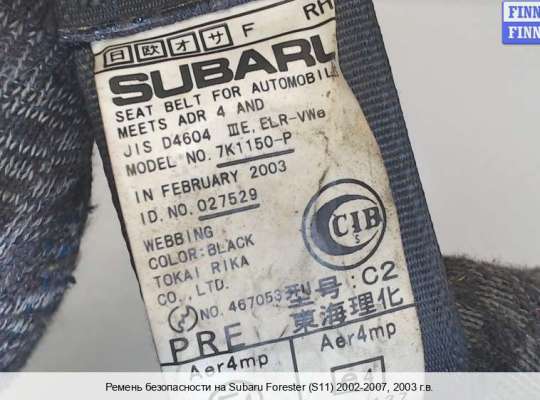 FINN
FINN
日 欧 オ サ F RH
SUBARU
SEAT BELT FOR AUTOMOBIL
MEETS ADR 4 AND
JIS D4604 ⅢE, ELR-VWe
MODEL NO. 7K1150-P
IN FEBRUARY 2003
ID. NO. 027529
WEBBING
COLOR: BLACK
TOKAI RIKA
CO., LTD.
CIB
S
NO. 467053
型号: C2
PRE 東海理化
Aer4mp Aer4mp
Ремень безопасности на Subaru Forester (S11) 2002-2007, 2003 г.в.